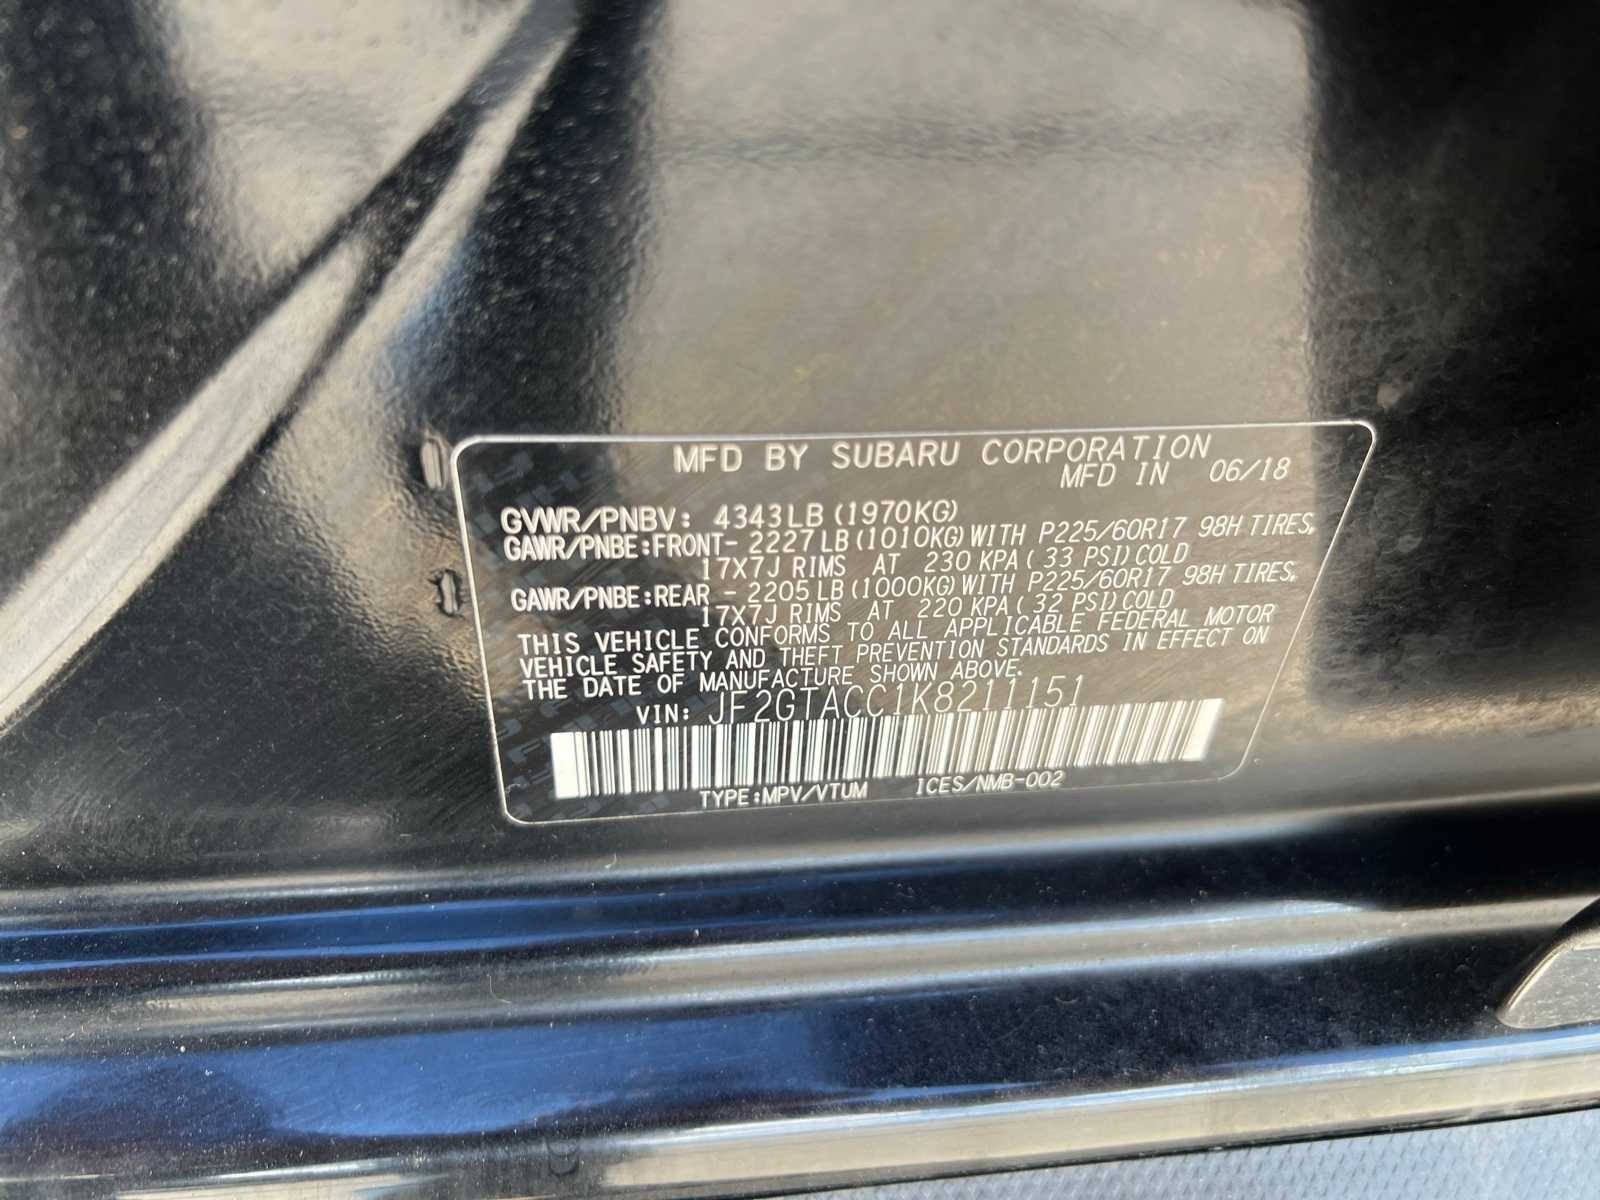 MFD BY SUBARU CORPORATION
MFD IN 06/18
GVWR/PNBV: 4343LB (1970KG)
GAWR/PNBE:FRONT- 2227LB (1010KG) WITH P225/60R17 98H TIRES,
17X7J RIMS AT 230 KPA (33 PSI) COLD
GAWR/PNBE:REAR - 2205LB (1000KG) WITH P225/60R17 98H TIRES,
17X7J RIMS AT 220 KPA (32 PSI) COLD
THIS VEHICLE CONFORMS TO ALL APPLICABLE FEDERAL MOTOR
VEHICLE SAFETY AND THEFT PREVENTION STANDARDS IN EFFECT ON
THE DATE OF MANUFACTURE SHOWN ABOVE.
VIN: JF2GTACC1K8211151
TYPE:MPV/VTUM ICES/NMB-002